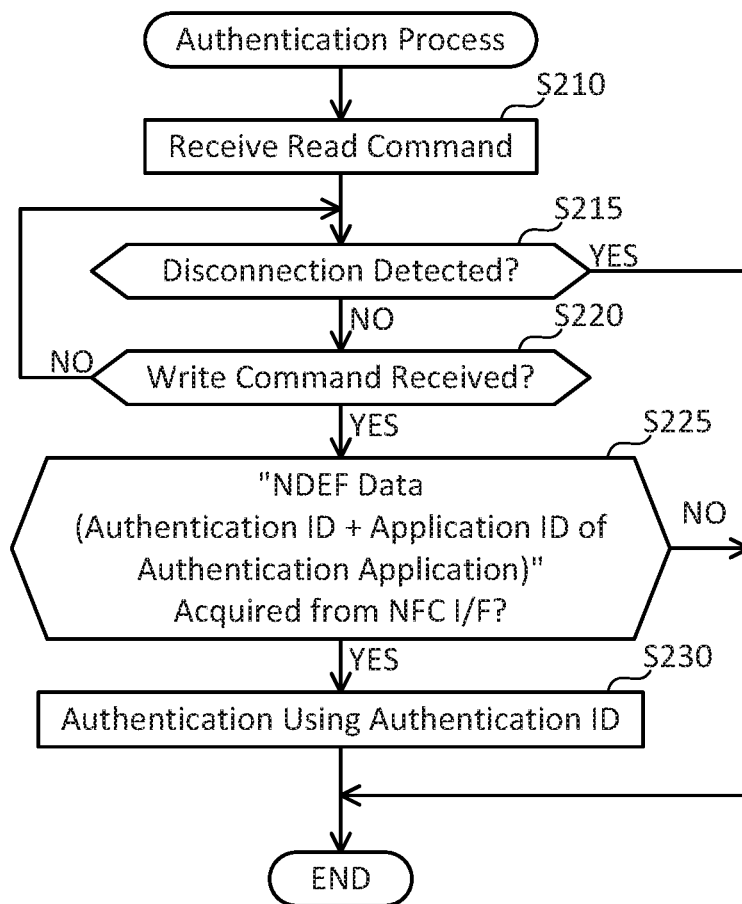 Authentication Process
S210
Receive Read Command
S215
Disconnection Detected?
YES
NO
S220
NO
Write Command Received?
YES
S225
"NDEF Data
(Authentication ID + Application ID of
Authentication Application)"
Acquired from NFC I/F?
NO
YES
S230
Authentication Using Authentication ID
END